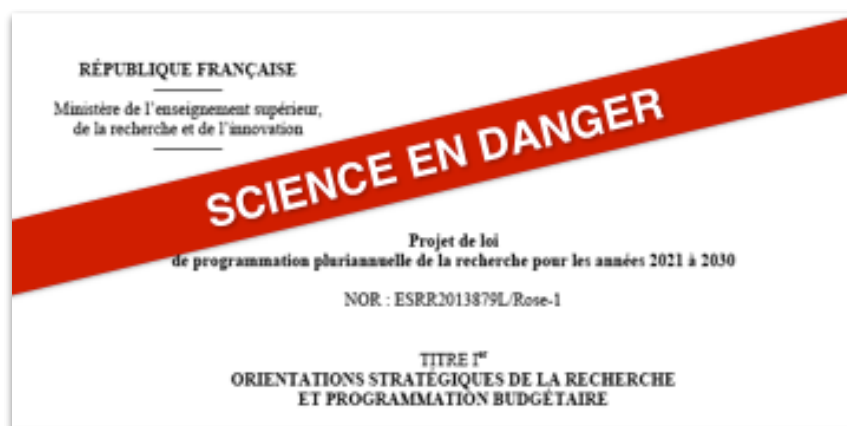 RÉPUBLIQUE FRANÇAISE
Ministère de l'enseignement supérieur,
de la recherche et de l'innovation
SCIENCE EN DANGER
Projet de loi
de programmation pluriannuelle de la recherche pour les années 2021 à 2030
NOR : ESRR2013879L/Rose-1
TITRE Ier
ORIENTATIONS STRATÉGIQUES DE LA RECHERCHE
ET PROGRAMMATION BUDGÉTAIRE